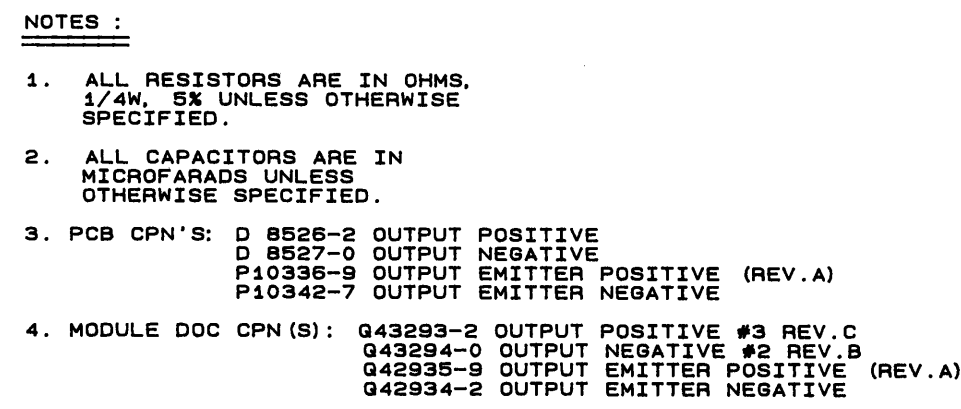 NOTES :
1. ALL RESISTORS ARE IN OHMS,
1/4W, 5% UNLESS OTHERWISE
SPECIFIED.
2. ALL CAPACITORS ARE IN
MICROFARADS UNLESS
OTHERWISE SPECIFIED.
3. PCB CPN'S: D 8526-2 OUTPUT POSITIVE
D 8527-0 OUTPUT NEGATIVE
P10336-9 OUTPUT EMITTER POSITIVE (REV.A)
P10342-7 OUTPUT EMITTER NEGATIVE
4. MODULE DOC CPN(S): Q43293-2 OUTPUT POSITIVE #3 REV.C
Q43294-0 OUTPUT NEGATIVE #2 REV.B
Q42935-9 OUTPUT EMITTER POSITIVE (REV.A)
Q42934-2 OUTPUT EMITTER NEGATIVE